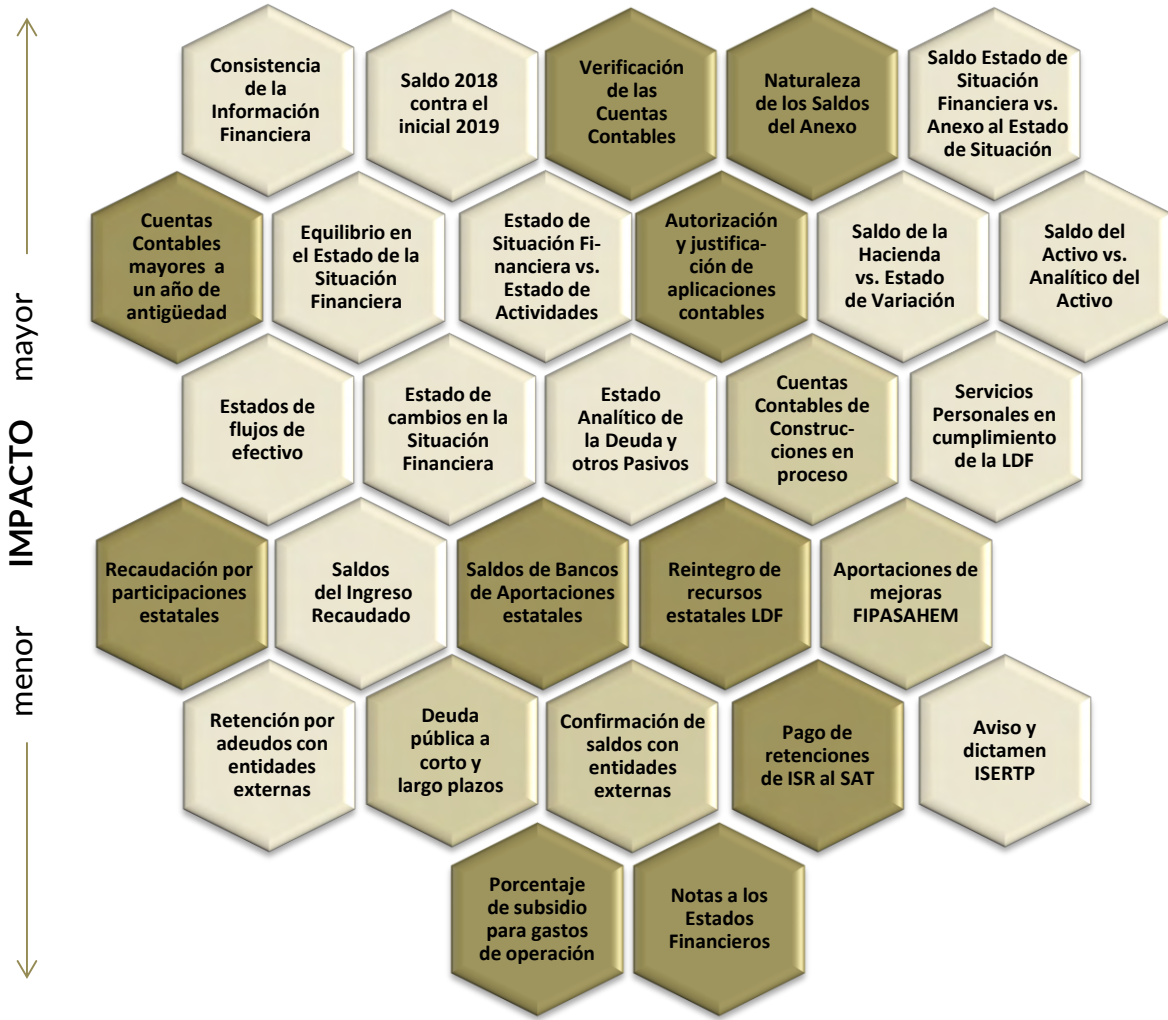 Consistencia
de la
Información
Financiera
Saldo 2018
contra el
inicial 2019
Verificación
de las
Cuentas
Contables
Naturaleza
de los Saldos
del Anexo
Saldo Estado de
Situación
Financiera vs.
Anexo al Estado
de Situación
Cuentas
Contables
mayores a
un año de
antigüedad
Equilibrio en
el Estado de la
Situación
Financiera
Estado de
Situación Fi-
nanciera vs.
Estado de
Actividades
Autorización
y justifica-
ción de
aplicaciones
contables
Saldo de la
Hacienda
vs. Estado
de Variación
Saldo del
Activo vs.
Analítico del
Activo
Estados de
flujos de
efectivo
Estado de
cambios en la
Situación
Financiera
Estado
Analítico de
la Deuda y
otros Pasivos
Cuentas
Contables de
Construc-
ciones en
proceso
Servicios
Personales en
cumplimiento
de la LDF
Recaudación por
participaciones
estatales
Saldos
del Ingreso
Recaudado
Saldos de Bancos
de Aportaciones
estatales
Reintegro de
recursos
estatales LDF
Aportaciones de
mejoras
FIPASAHEM
Retención por
adeudos con
entidades
externas
Deuda
pública a
corto y
largo plazos
Confirmación de
saldos con
entidades
externas
Pago de
retenciones
de ISR al SAT
Aviso y
dictamen
ISERTP
Porcentaje
de subsidio
para gastos
de operación
Notas a los
Estados
Financieros
menor IMPACTO mayor